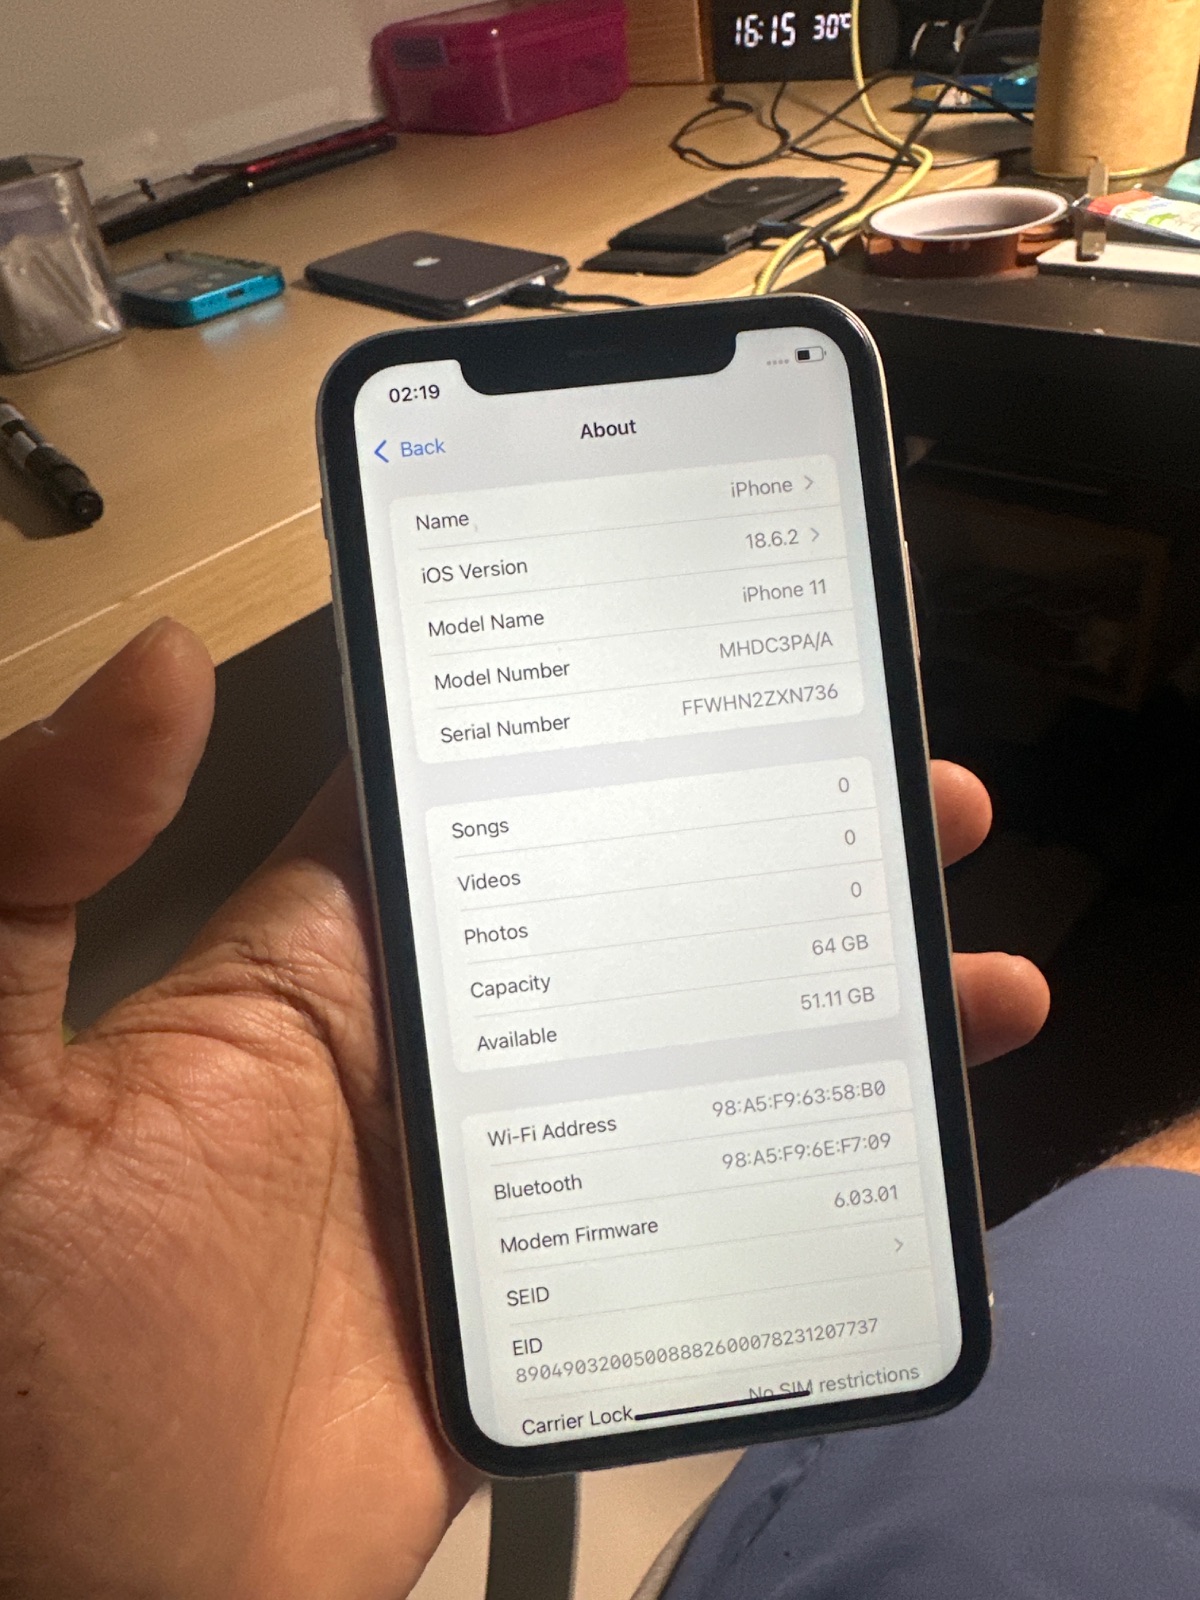 16:15 30°C
02:19
Back
About
Name iPhone
iOS Version 18.6.2
Model Name iPhone 11
Model Number MHDC3PA/A
Serial Number FFWHN2ZXN736
Songs 0
Videos 0
Photos 0
Capacity 64 GB
Available 51.11 GB
Wi-Fi Address 98:A5:F9:63:58:B0
Bluetooth 98:A5:F9:6E:F7:09
Modem Firmware 6.03.01
SEID
EID
89049032005008882600078231207737
Carrier Lock No SIM restrictions